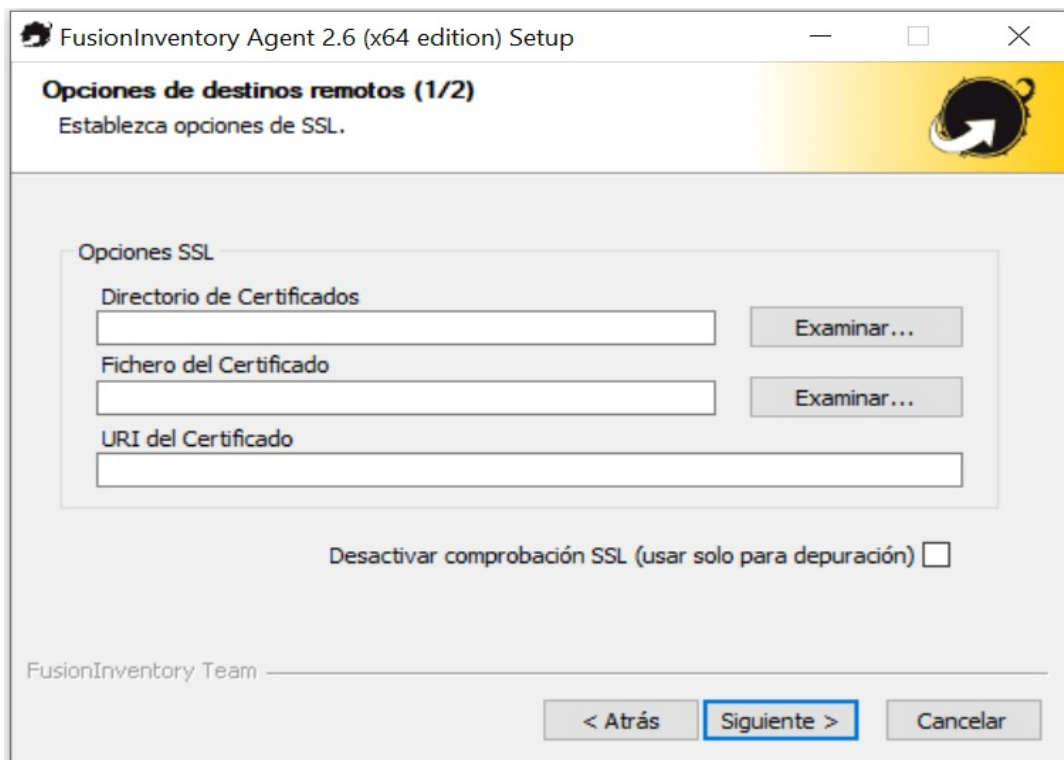 FusionInventory Agent 2.6 (x64 edition) Setup
Opciones de destinos remotos (1/2)
Establezca opciones de SSL.
Opciones SSL
Directorio de Certificados
Examinar...
Fichero del Certificado
Examinar...
URI del Certificado
Desactivar comprobación SSL (usar solo para depuración)
FusionInventory Team
< Atrás Siguiente > Cancelar